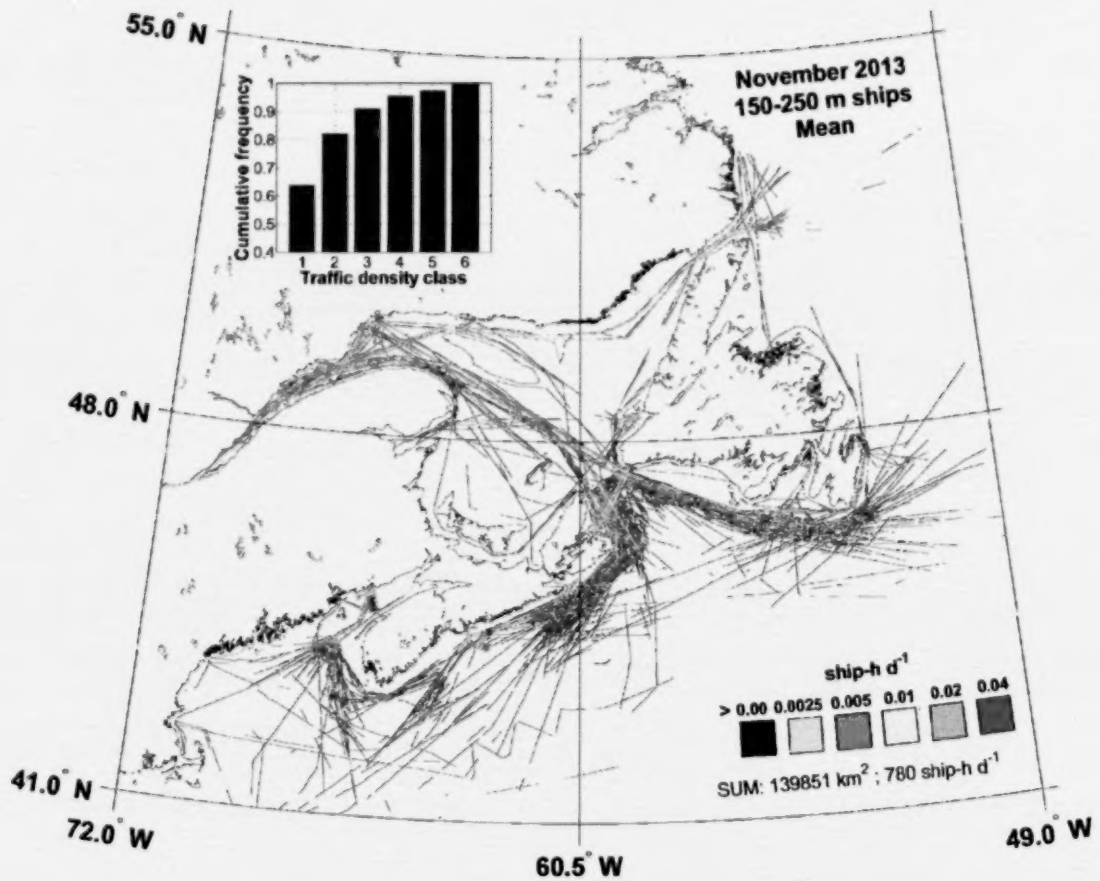 55.0° N
November 2013
150-250 m ships
Mean
Cumulative frequency
1
0.9
0.8
0.7
0.6
0.5
0.4
1 2 3 4 5 6
Traffic density class
48.0° N
ship-h d⁻¹
> 0.00 0.0025 0.005 0.01 0.02 0.04
SUM: 139851 km² ; 780 ship-h d⁻¹
41.0° N
72.0° W
60.5° W
49.0° W